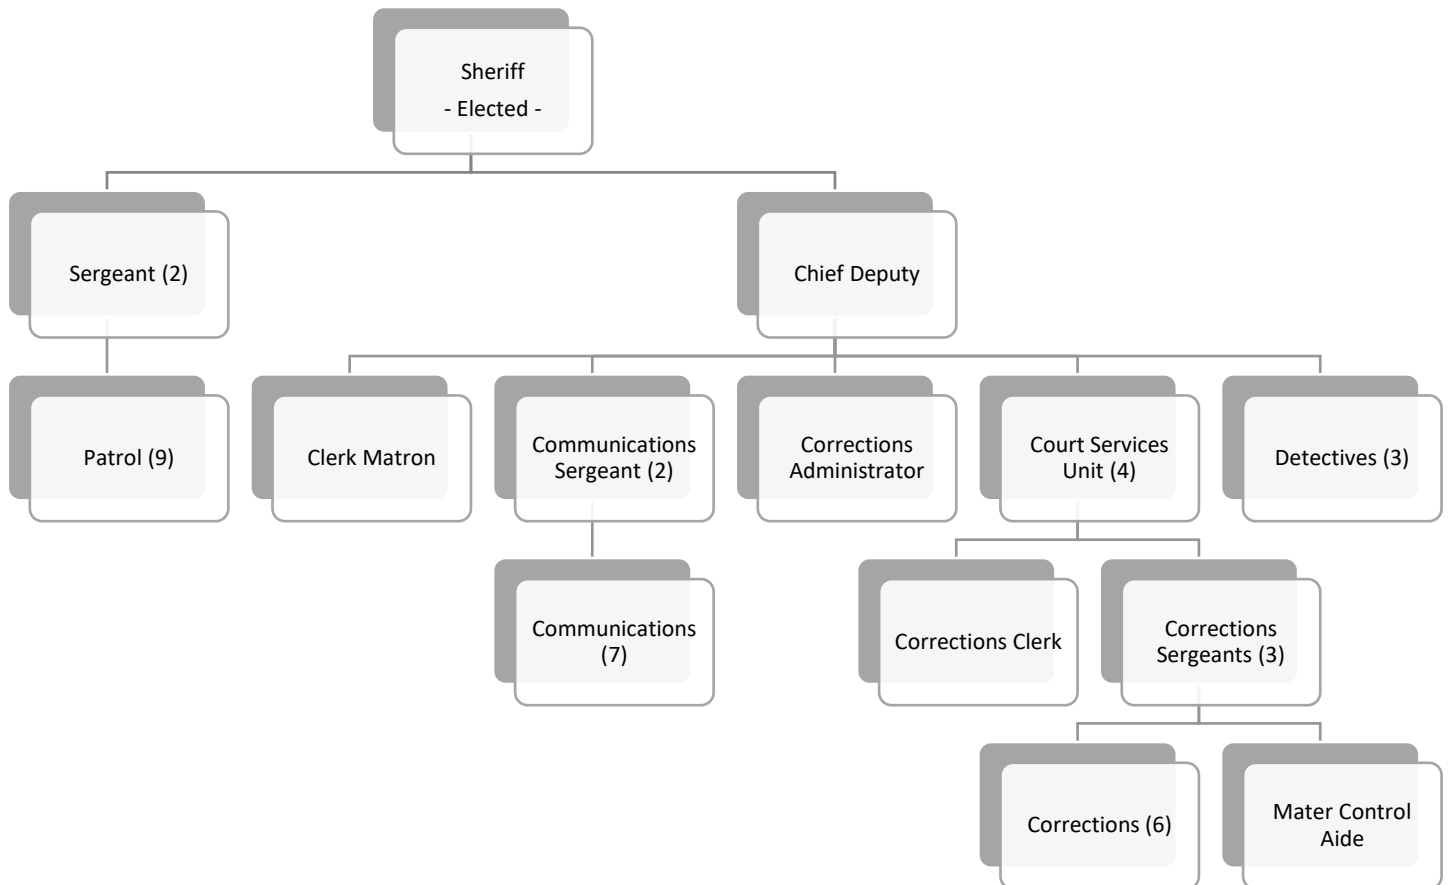 Sheriff
- Elected -
Sergeant (2)
Chief Deputy
Patrol (9)
Clerk Matron
Communications
Sergeant (2)
Corrections
Administrator
Court Services
Unit (4)
Detectives (3)
Communications
(7)
Corrections Clerk
Corrections
Sergeants (3)
Corrections (6)
Mater Control
Aide